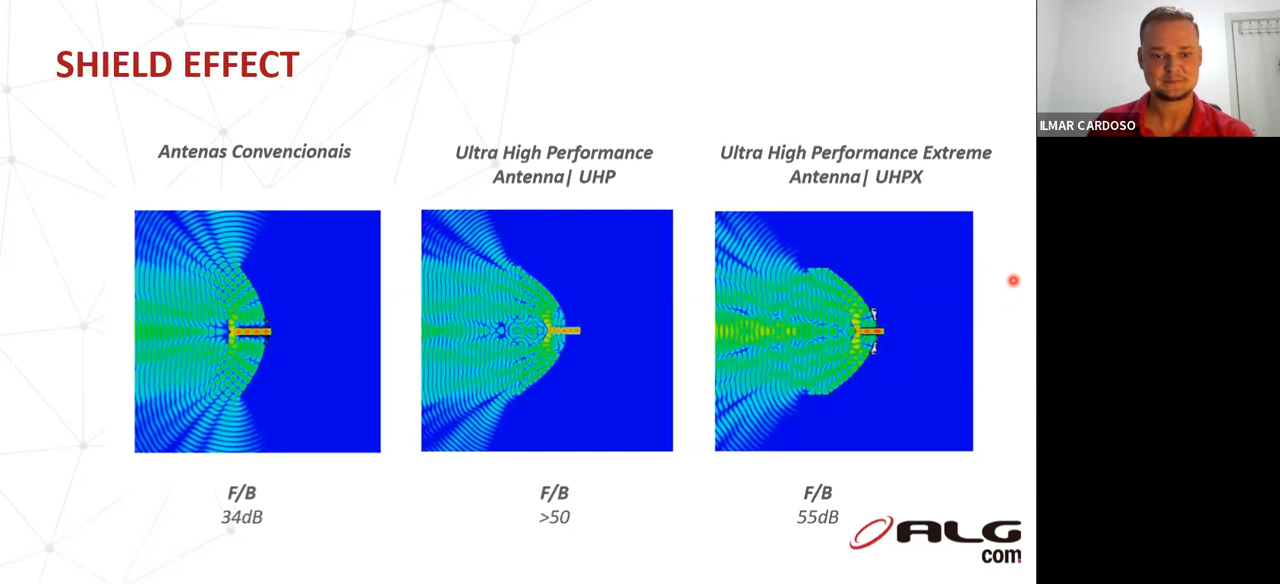 SHIELD EFFECT
ILMAR CARDOSO
Antenas Convencionais
Ultra High Performance
Antenna| UHP
Ultra High Performance Extreme
Antenna| UHPX
F/B
34dB
F/B
>50
F/B
55dB
ALG
com